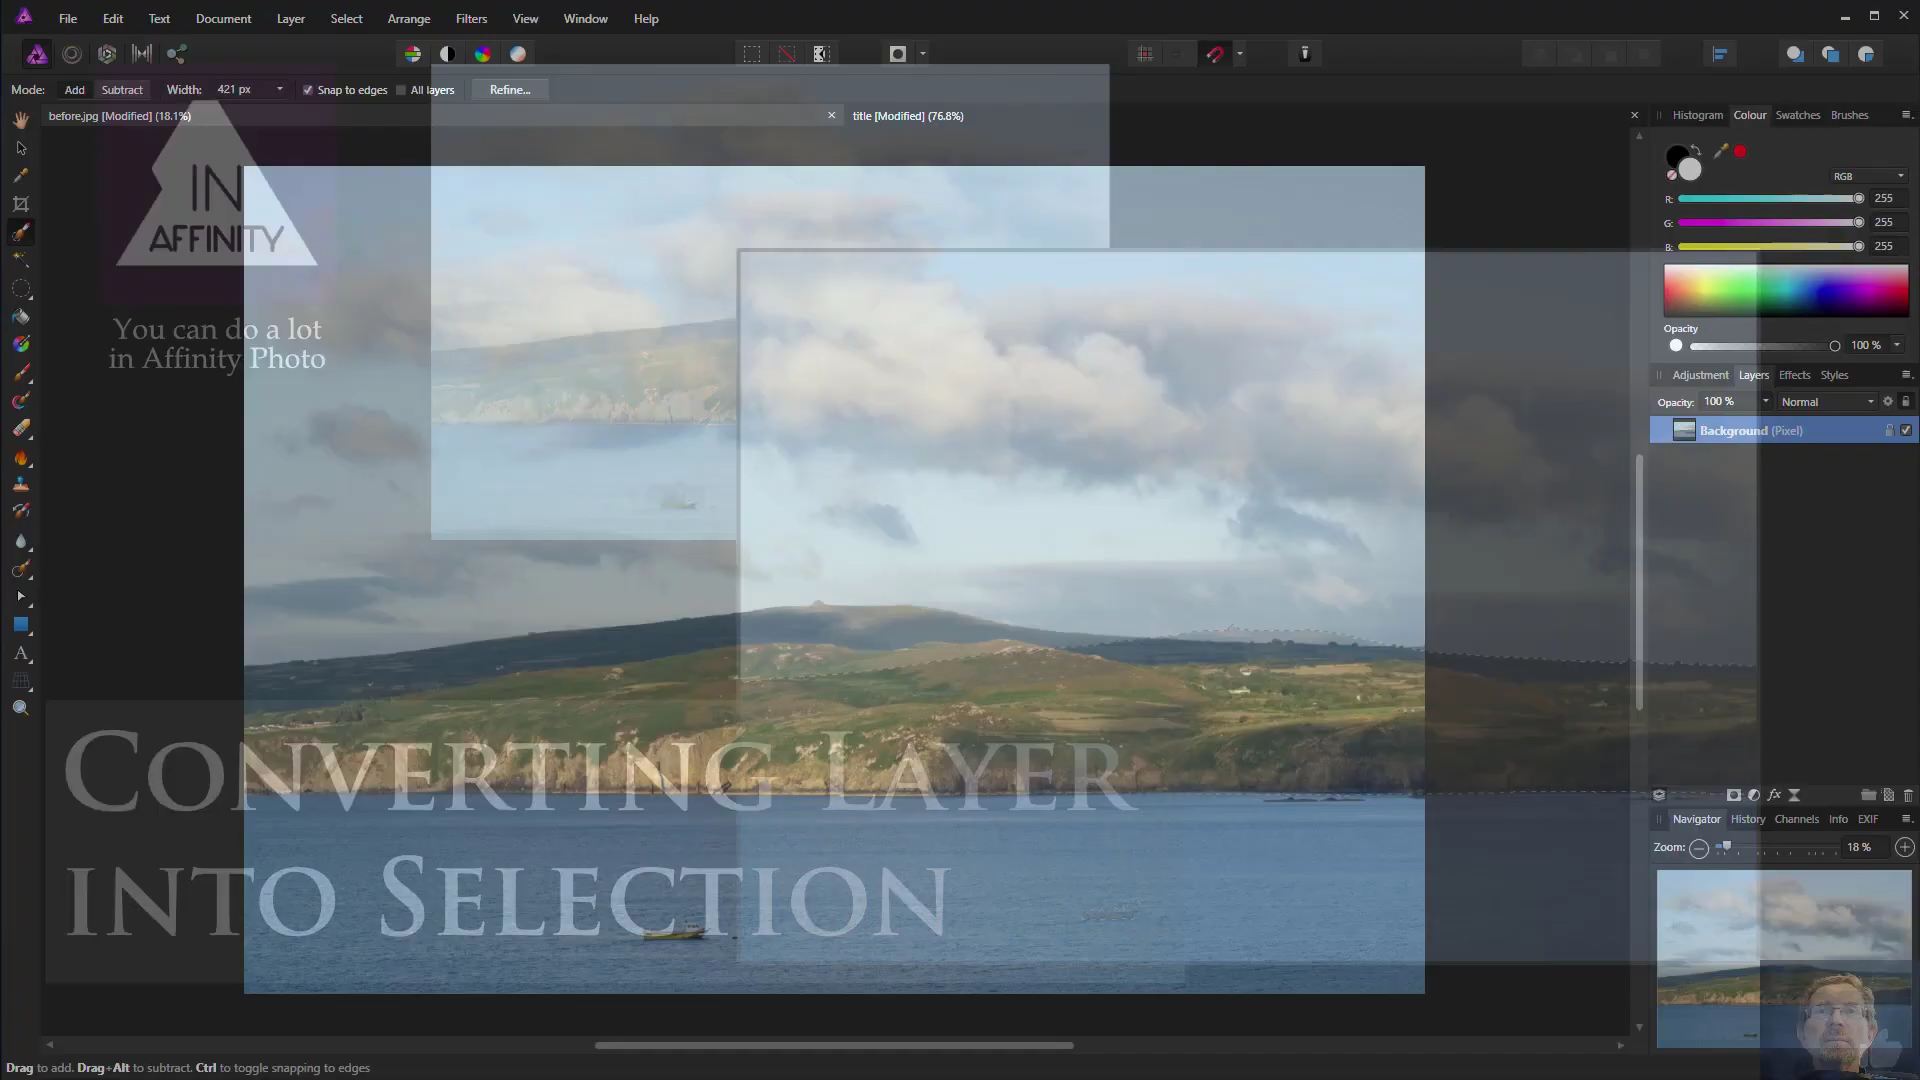 File Edit Text Document Layer Select Arrange Filters View Window Help
Mode: Add Subtract Width: 421 px Snap to edges All layers Refine...
before.jpg [Modified] (18.1%)
title [Modified] (76.8%)
Histogram Colour Swatches Brushes
RGB
R: 255
G: 255
B: 255
Opacity
100 %
Adjustment Layers Effects Styles
Opacity: 100 % Normal
Background (Pixel)
IN
AFFINITY
You can do a lot
in Affinity Photo
A
Converting Layer
into Selection
fx
Navigator History Channels Info EXIF
Zoom: 18 %
Drag to add. Drag+Alt to subtract. Ctrl to toggle snapping to edges